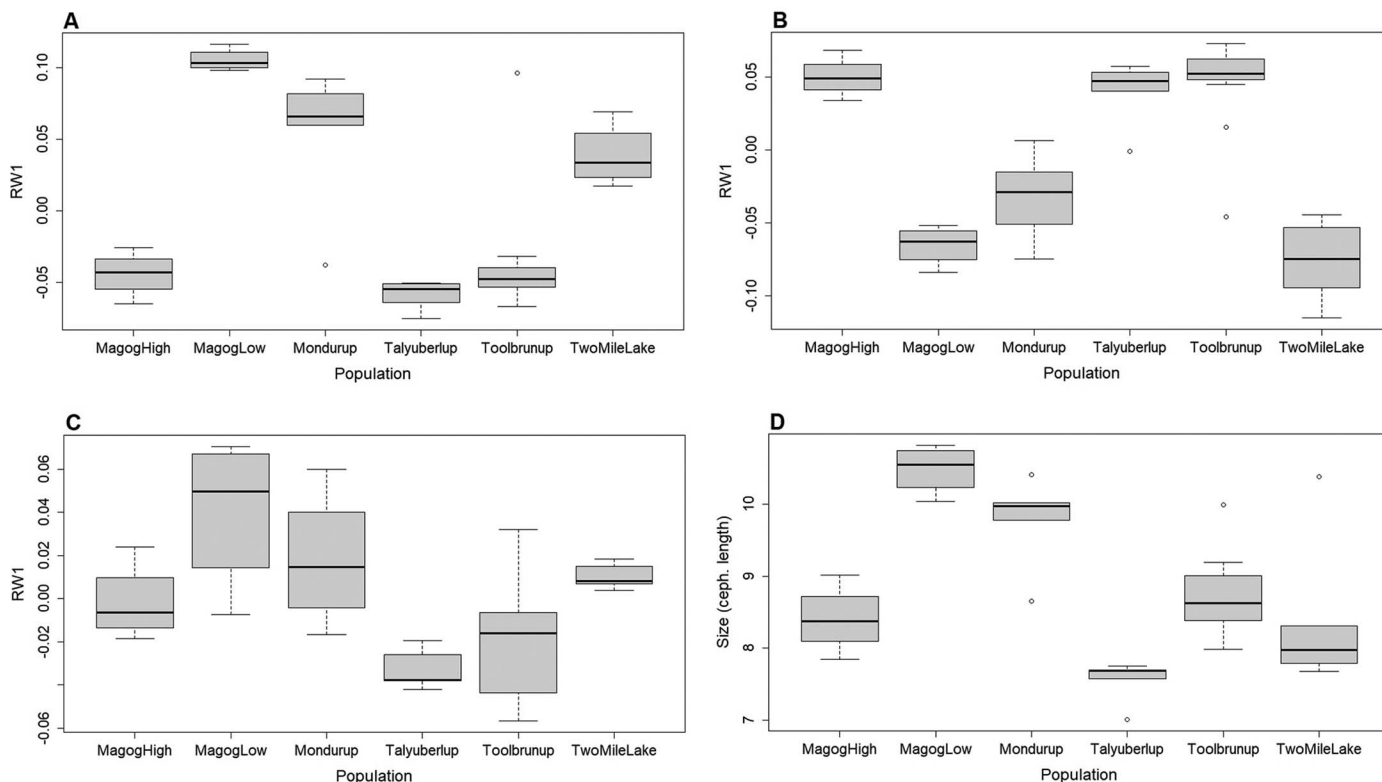 A
RW1
0.10
0.05
0.00
-0.05
MagogHigh MagogLow Mondurup Talyuberlup Toolbrunup TwoMileLake
Population
B
RW1
0.05
0.00
-0.05
-0.10
MagogHigh MagogLow Mondurup Talyuberlup Toolbrunup TwoMileLake
Population
C
RW1
0.06
0.04
0.02
0.00
-0.02
-0.06
MagogHigh MagogLow Mondurup Talyuberlup Toolbrunup TwoMileLake
Population
D
Size (ceph. length)
10
9
8
7
MagogHigh MagogLow Mondurup Talyuberlup Toolbrunup TwoMileLake
Population